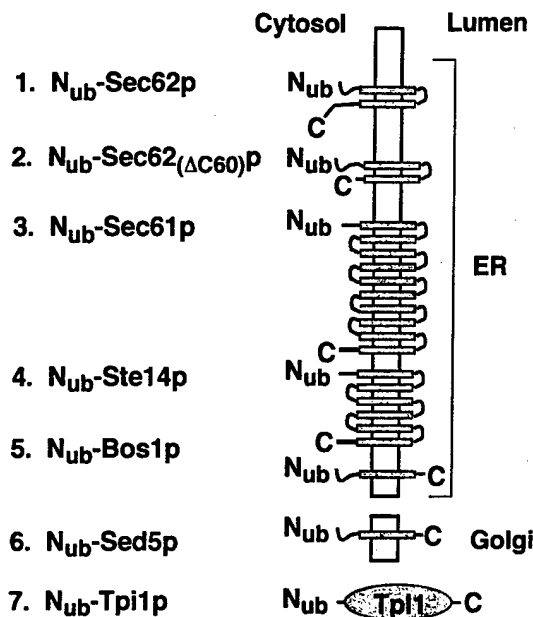 Cytosol Lumen
1. Nub-Sec62p Nub
C
2. Nub-Sec62(ΔC60)p Nub
C
3. Nub-Sec61p Nub
ER
C
4. Nub-Ste14p Nub
C
5. Nub-Bos1p
Nub C
6. Nub-Sed5p Nub C Golgi
7. Nub-Tpi1p Nub Tpi1 C